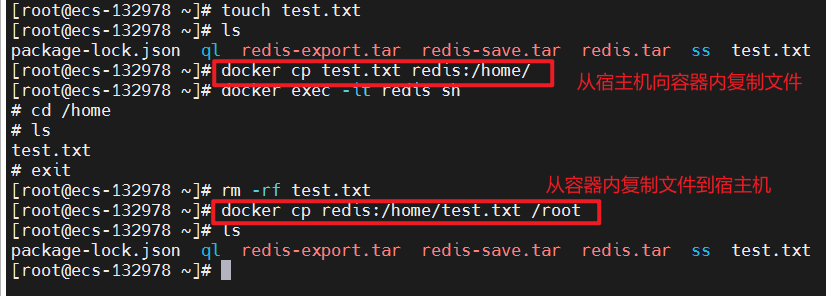 [root@ecs-132978 ~]# touch test.txt
[root@ecs-132978 ~]# ls
package-lock.json ql redis-export.tar redis-save.tar redis.tar ss test.txt
[root@ecs-132978 ~]# docker cp test.txt redis:/home/
从宿主机向容器内复制文件
[root@ecs-132978 ~]# docker exec -it redis sh
# cd /home
# ls
test.txt
# exit
[root@ecs-132978 ~]# rm -rf test.txt
从容器内复制文件到宿主机
[root@ecs-132978 ~]# docker cp redis:/home/test.txt /root
[root@ecs-132978 ~]# ls
package-lock.json ql redis-export.tar redis-save.tar redis.tar ss test.txt
[root@ecs-132978 ~]#